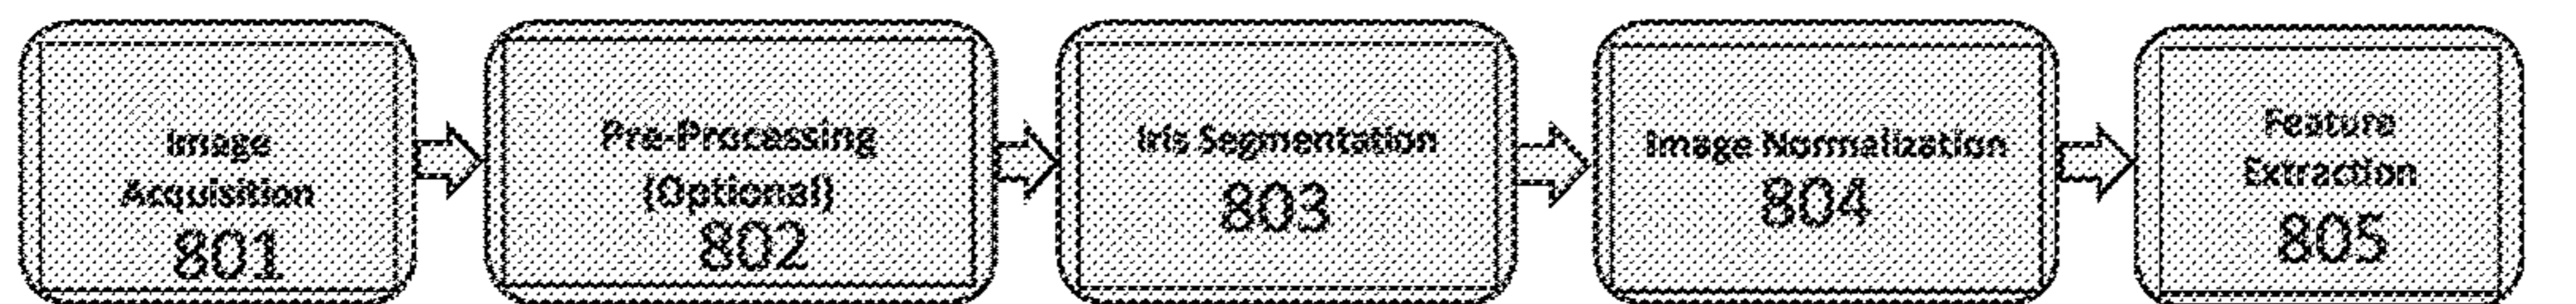 Image
Acquisition
801
Pre-Processing
(Optional)
802
Iris Segmentation
803
Image Normalization
804
Feature
Extraction
805